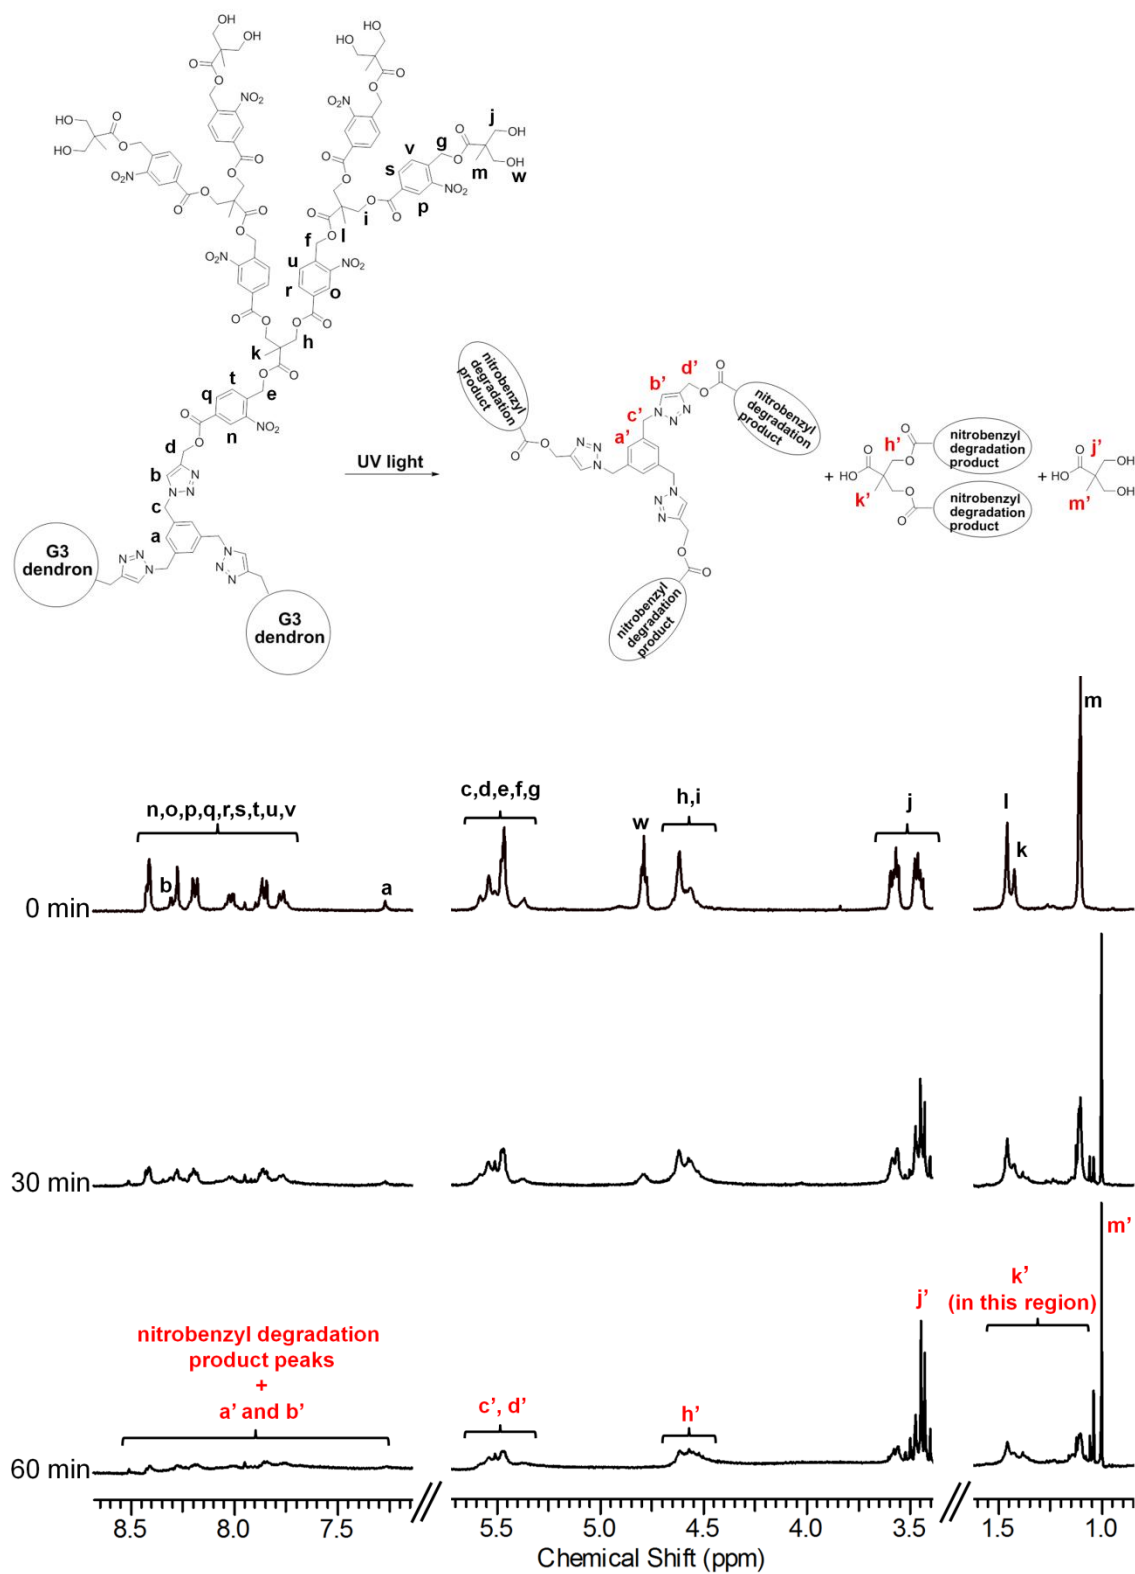 OH
HO
OH
HO
O
O
NO2
NO2
HO
HO
O
O
O
O
NO2
O
O
O
O
O
j
OH
OH
g
v
s
m
w
O
NO2
p
O
O
i
O
f
l
O2N
u
NO2
r
o
O
O
O
O
h
k
O
O
t
q
e
O
n
NO2
d
O
b
N
N
N
c
a
G3
dendron
N
N
N
N
N
N
G3
dendron
UV light
nitrobenzyl
degradation
product
b'
d'
O
O
c'
N
N
N
a'
nitrobenzyl
degradation
product
O
O
N
N
N
N
N
N
O
O
nitrobenzyl
degradation
product
+
HO
O
h'
O
O
k'
O
O
nitrobenzyl
degradation
product
nitrobenzyl
degradation
product
+
HO
O
j'
OH
OH
m'
n,o,p,q,r,s,t,u,v
b
a
c,d,e,f,g
w
h,i
j
l
k
m
0 min
30 min
m'
k'
(in this region)
j'
nitrobenzyl degradation
product peaks
+
a' and b'
c', d'
h'
60 min
8.5 8.0 7.5 5.5 5.0 4.5 4.0 3.5 1.5 1.0
Chemical Shift (ppm)